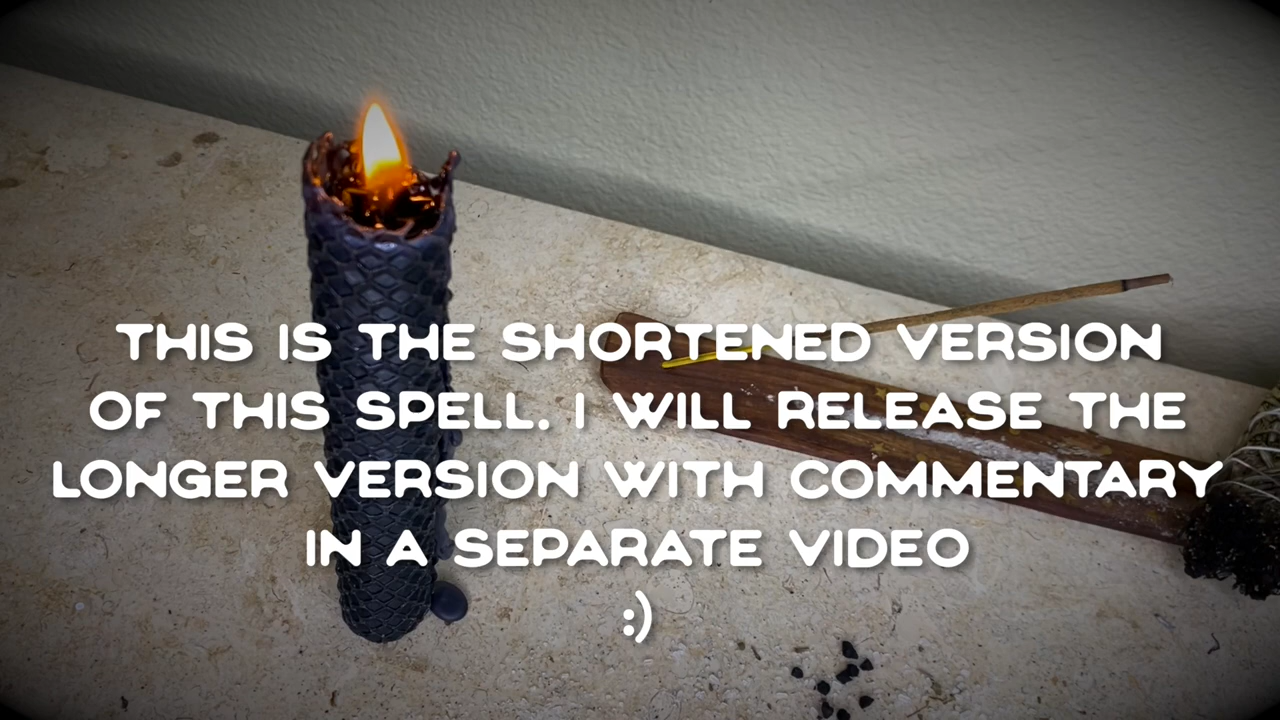 THIS IS THE SHORTENED VERSION
OF THIS SPELL. I WILL RELEASE THE
LONGER VERSION WITH COMMENTARY
IN A SEPARATE VIDEO
:)